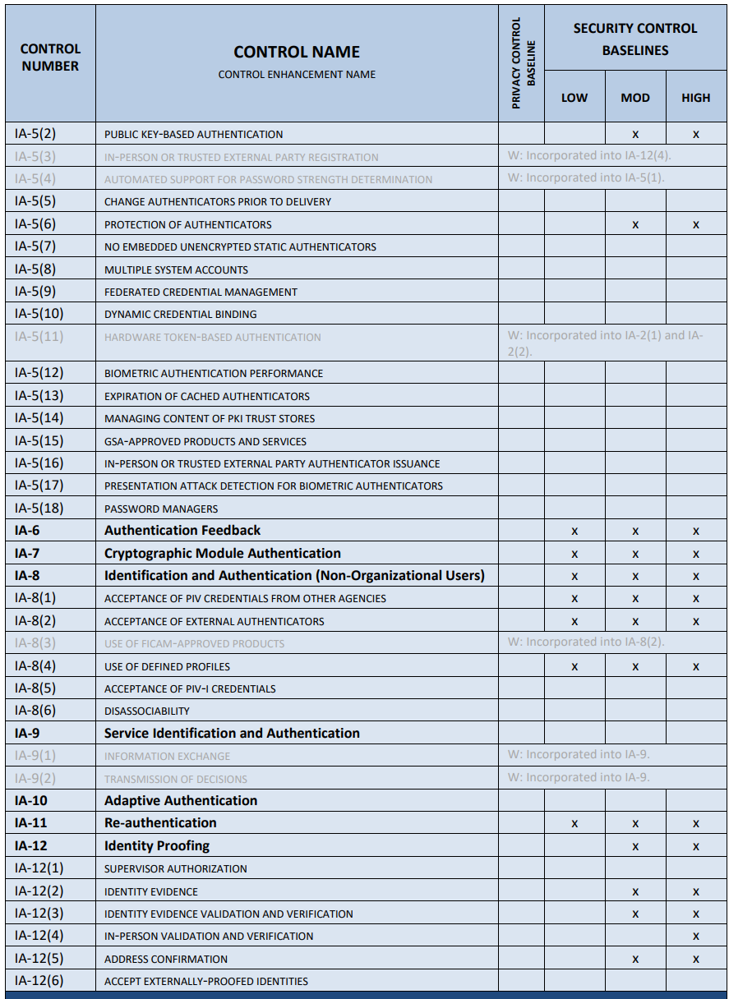 CONTROL NUMBER CONTROL NAME PRIVACY CONTROL BASELINE SECURITY CONTROL BASELINES
CONTROL ENHANCEMENT NAME
LOW MOD HIGH
IA-5(2) PUBLIC KEY-BASED AUTHENTICATION x x
IA-5(3) IN-PERSON OR TRUSTED EXTERNAL PARTY REGISTRATION W: Incorporated into IA-12(4).
IA-5(4) AUTOMATED SUPPORT FOR PASSWORD STRENGTH DETERMINATION W: Incorporated into IA-5(1).
IA-5(5) CHANGE AUTHENTICATORS PRIOR TO DELIVERY
IA-5(6) PROTECTION OF AUTHENTICATORS x x
IA-5(7) NO EMBEDDED UNENCRYPTED STATIC AUTHENTICATORS
IA-5(8) MULTIPLE SYSTEM ACCOUNTS
IA-5(9) FEDERATED CREDENTIAL MANAGEMENT
IA-5(10) DYNAMIC CREDENTIAL BINDING
IA-5(11) HARDWARE TOKEN-BASED AUTHENTICATION W: Incorporated into IA-2(1) and IA-
2(2).
IA-5(12) BIOMETRIC AUTHENTICATION PERFORMANCE
IA-5(13) EXPIRATION OF CACHED AUTHENTICATORS
IA-5(14) MANAGING CONTENT OF PKI TRUST STORES
IA-5(15) GSA-APPROVED PRODUCTS AND SERVICES
IA-5(16) IN-PERSON OR TRUSTED EXTERNAL PARTY AUTHENTICATOR ISSUANCE
IA-5(17) PRESENTATION ATTACK DETECTION FOR BIOMETRIC AUTHENTICATORS
IA-5(18) PASSWORD MANAGERS
IA-6 Authentication Feedback x x x
IA-7 Cryptographic Module Authentication x x x
IA-8 Identification and Authentication (Non-Organizational Users) x x x
IA-8(1) ACCEPTANCE OF PIV CREDENTIALS FROM OTHER AGENCIES x x x
IA-8(2) ACCEPTANCE OF EXTERNAL AUTHENTICATORS x x x
IA-8(3) USE OF FICAM-APPROVED PRODUCTS W: Incorporated into IA-8(2).
IA-8(4) USE OF DEFINED PROFILES x x x
IA-8(5) ACCEPTANCE OF PIV-I CREDENTIALS
IA-8(6) DISASSOCIABILITY
IA-9 Service Identification and Authentication
IA-9(1) INFORMATION EXCHANGE W: Incorporated into IA-9.
IA-9(2) TRANSMISSION OF DECISIONS W: Incorporated into IA-9.
IA-10 Adaptive Authentication
IA-11 Re-authentication x x x
IA-12 Identity Proofing x x
IA-12(1) SUPERVISOR AUTHORIZATION
IA-12(2) IDENTITY EVIDENCE x x
IA-12(3) IDENTITY EVIDENCE VALIDATION AND VERIFICATION x x
IA-12(4) IN-PERSON VALIDATION AND VERIFICATION x
IA-12(5) ADDRESS CONFIRMATION x x
IA-12(6) ACCEPT EXTERNALLY-PROOFED IDENTITIES